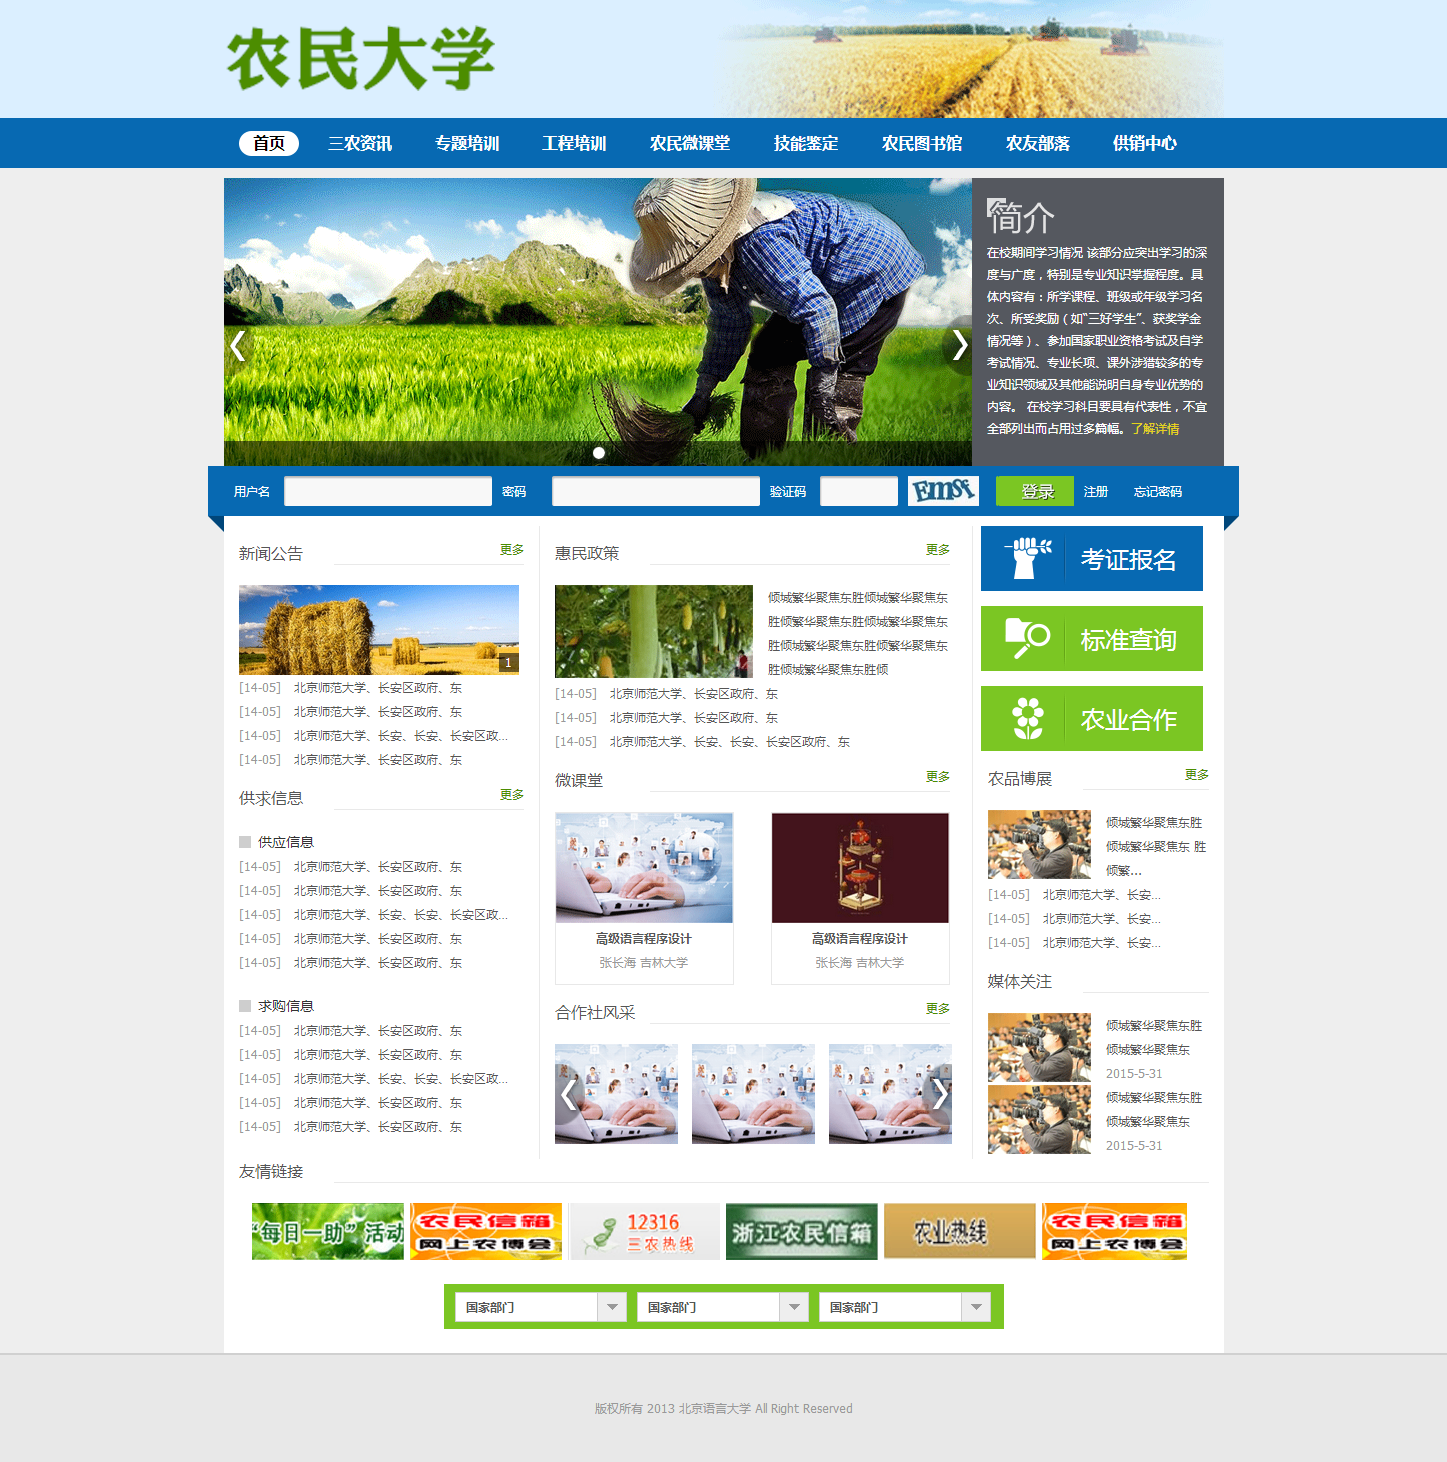 农民大学
首页 三农资讯 专题培训 工程培训 农民微课堂 技能鉴定 农民图书馆 农友部落 供销中心
简介
在校期间学习情况 该部分应突出学习的深
度与广度，特别是专业知识掌握程度。具
体内容有：所学课程、班级或年级学习名
次、所受奖励（如“三好学生”、获奖学金
情况等）、参加国家职业资格考试及自学
考试情况、专业长项、课外涉猎较多的专
业知识领域及其他能说明自身专业优势的
内容。 在校学习科目要具有代表性，不宜
全部列出而占用过多篇幅。了解详情
用户名 密码 验证码 Emsi 登录 注册 忘记密码
新闻公告 更多
1
[14-05] 北京师范大学、长安区政府、东
[14-05] 北京师范大学、长安区政府、东
[14-05] 北京师范大学、长安、长安、长安区政...
[14-05] 北京师范大学、长安区政府、东
供求信息 更多
供应信息
[14-05] 北京师范大学、长安区政府、东
[14-05] 北京师范大学、长安区政府、东
[14-05] 北京师范大学、长安、长安、长安区政...
[14-05] 北京师范大学、长安区政府、东
[14-05] 北京师范大学、长安区政府、东
求购信息
[14-05] 北京师范大学、长安区政府、东
[14-05] 北京师范大学、长安区政府、东
[14-05] 北京师范大学、长安、长安、长安区政...
[14-05] 北京师范大学、长安区政府、东
[14-05] 北京师范大学、长安区政府、东
惠民政策 更多
倾城繁华聚焦东胜倾城繁华聚焦东
胜倾繁华聚焦东胜倾城繁华聚焦东
胜倾城繁华聚焦东胜倾繁华聚焦东
胜倾城繁华聚焦东胜倾
[14-05] 北京师范大学、长安区政府、东
[14-05] 北京师范大学、长安区政府、东
[14-05] 北京师范大学、长安、长安、长安区政府、东
微课堂 更多
高级语言程序设计
张长海 吉林大学
高级语言程序设计
张长海 吉林大学
合作社风采 更多
考证报名
标准查询
农业合作
农品博展 更多
倾城繁华聚焦东胜
倾城繁华聚焦东 胜
倾繁...
[14-05] 北京师范大学、长安...
[14-05] 北京师范大学、长安...
[14-05] 北京师范大学、长安...
媒体关注
倾城繁华聚焦东胜
倾城繁华聚焦东
2015-5-31
倾城繁华聚焦东胜
倾城繁华聚焦东
2015-5-31
友情链接
“每日一助”活动
农民信箱
网上农博会
12316
三农热线
浙江农民信箱
农业热线
农民信箱
网上农博会
国家部门 国家部门 国家部门
版权所有 2013 北京语言大学 All Right Reserved